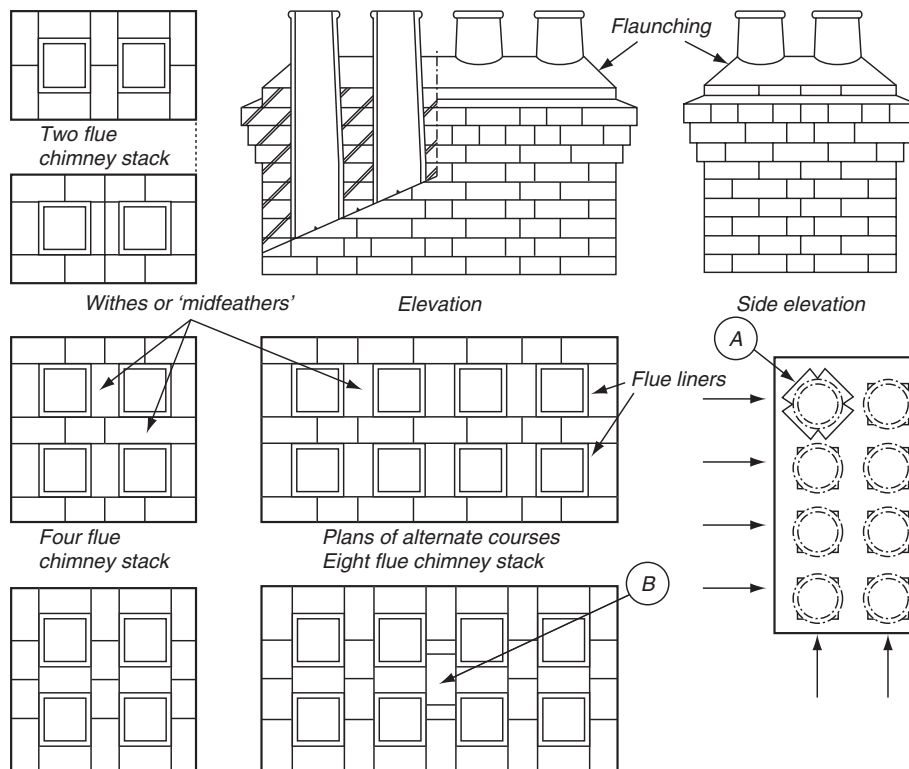 Flaunching
Two flue
chimney stack
Withes or ‘midfeathers’
Elevation
Side elevation
A
Flue liners
Four flue
chimney stack
Plans of alternate courses
Eight flue chimney stack
B